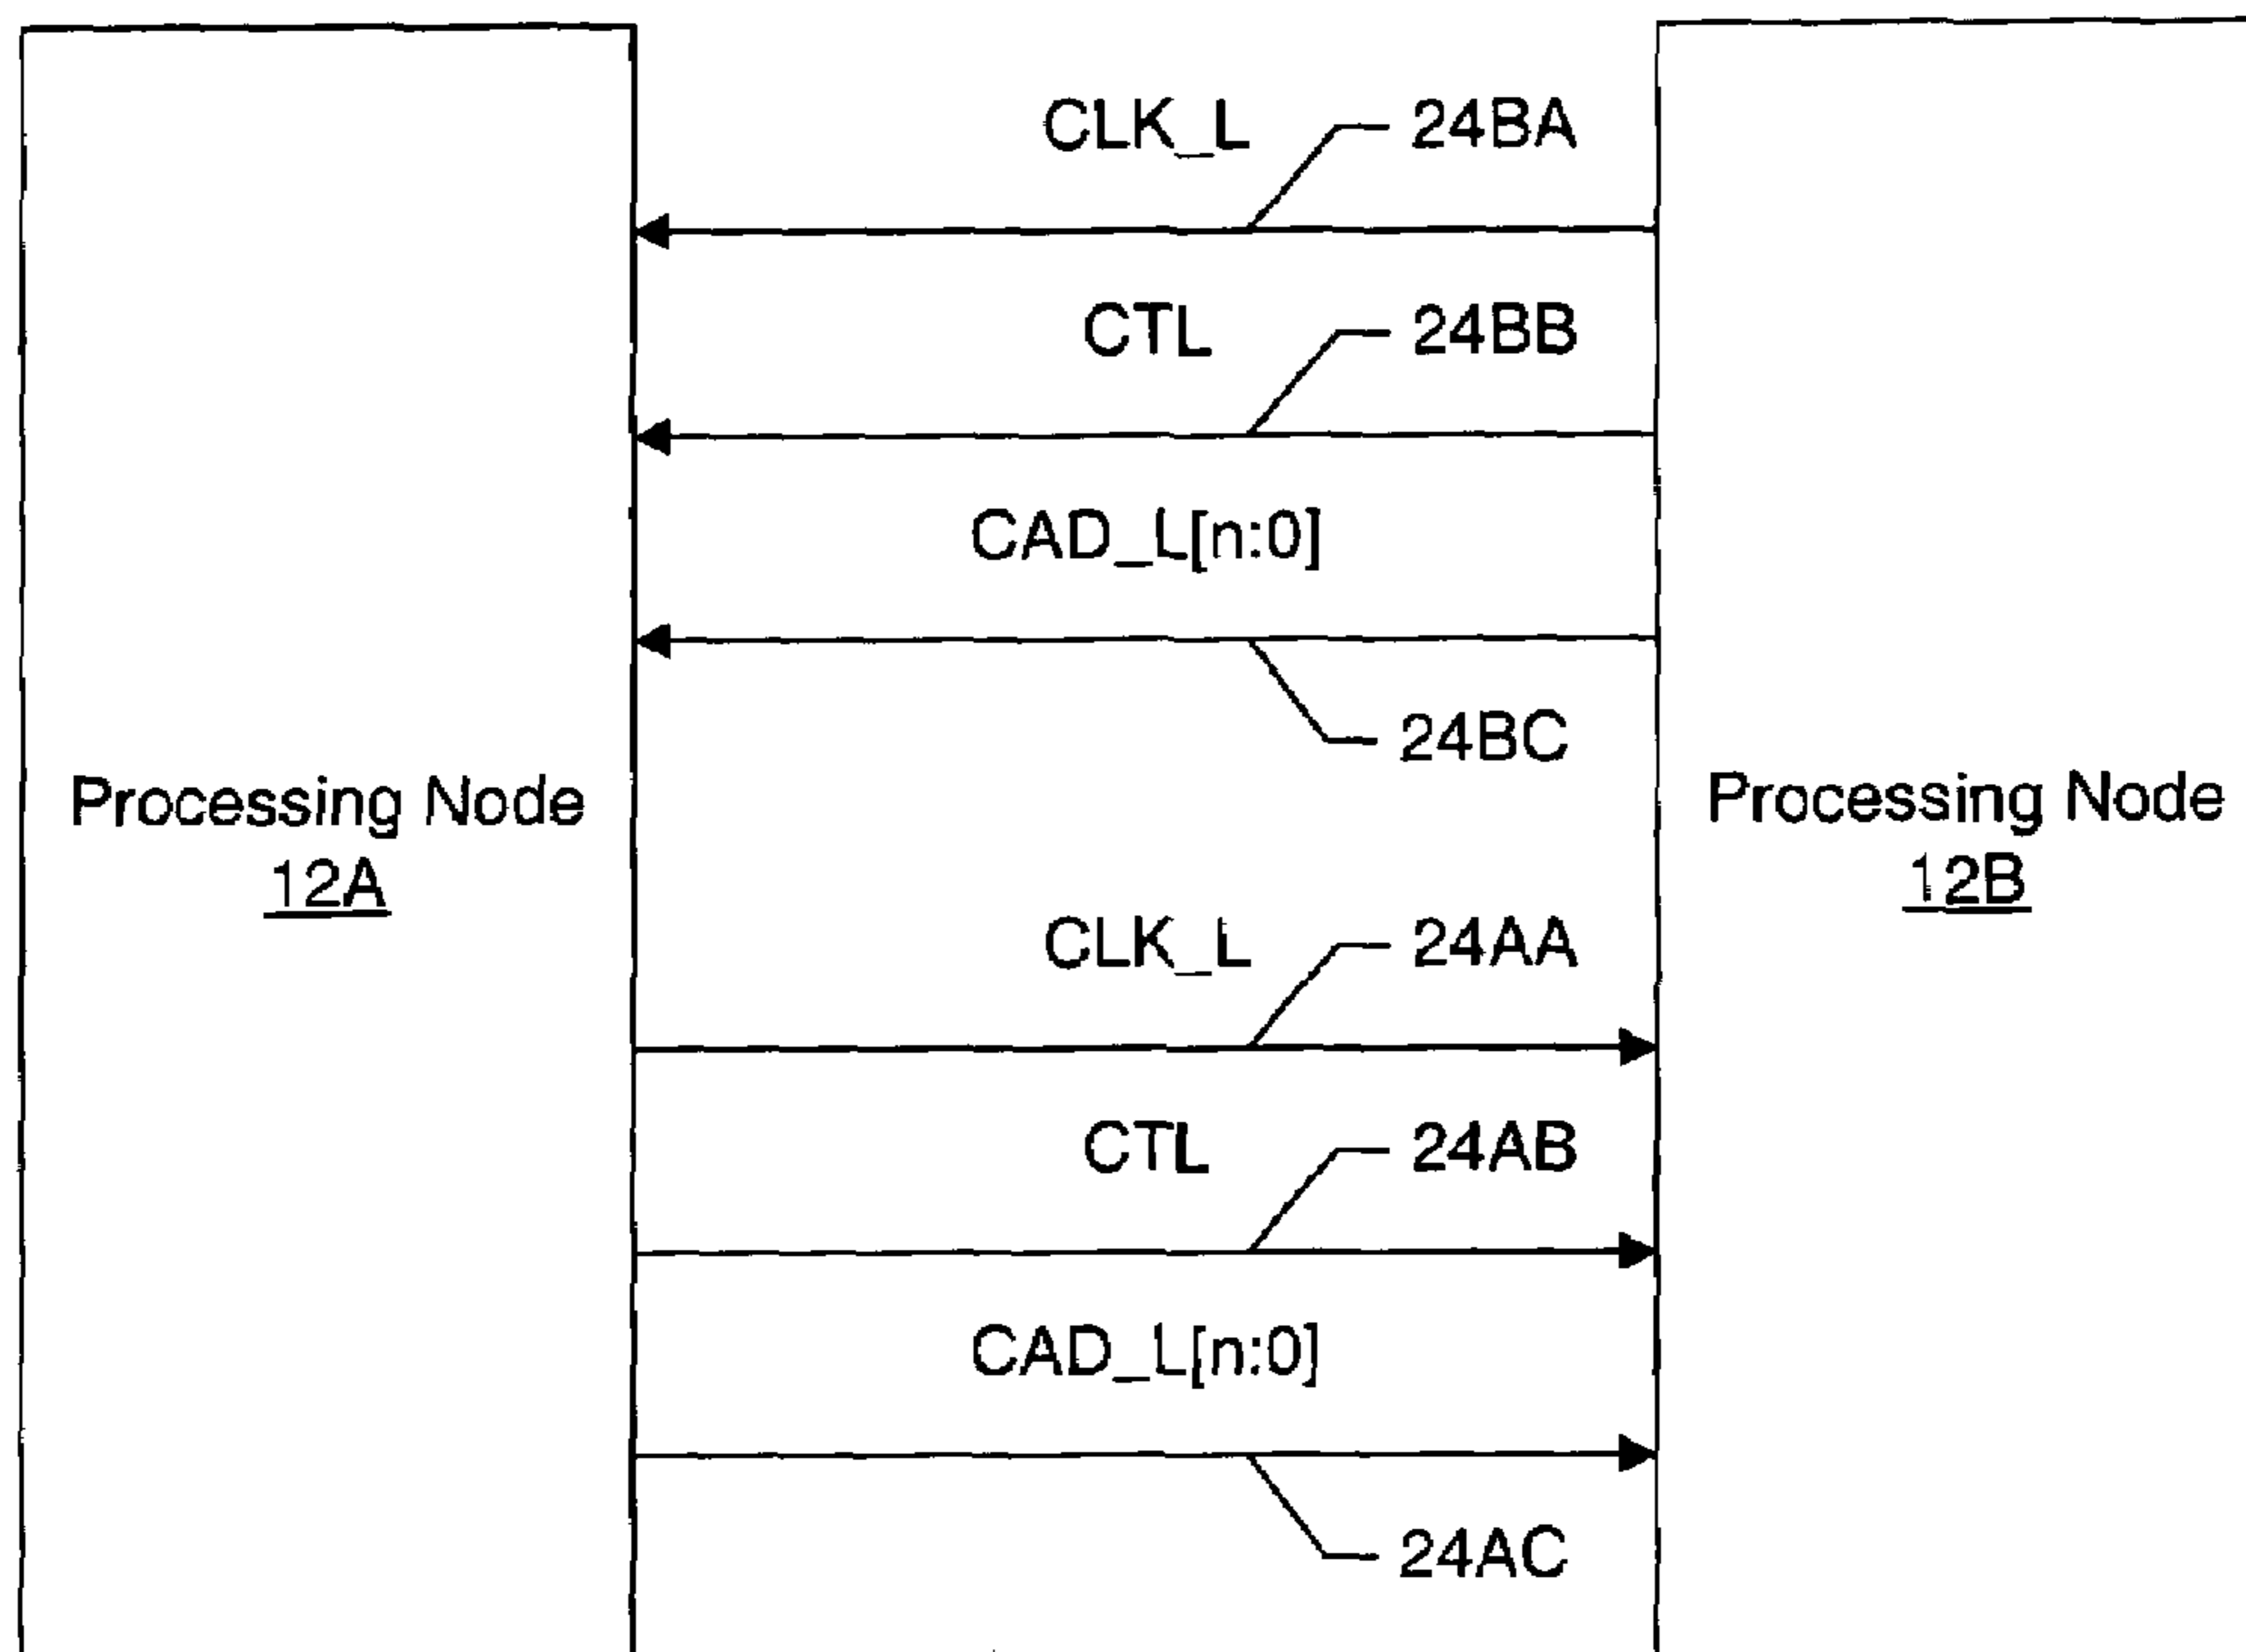 CLK_L
24BA
CTL
24BB
CAD_L[n:0]
24BC
Processing Node
12A
Processing Node
12B
CLK_L
24AA
CTL
24AB
CAD_L[n:0]
24AC